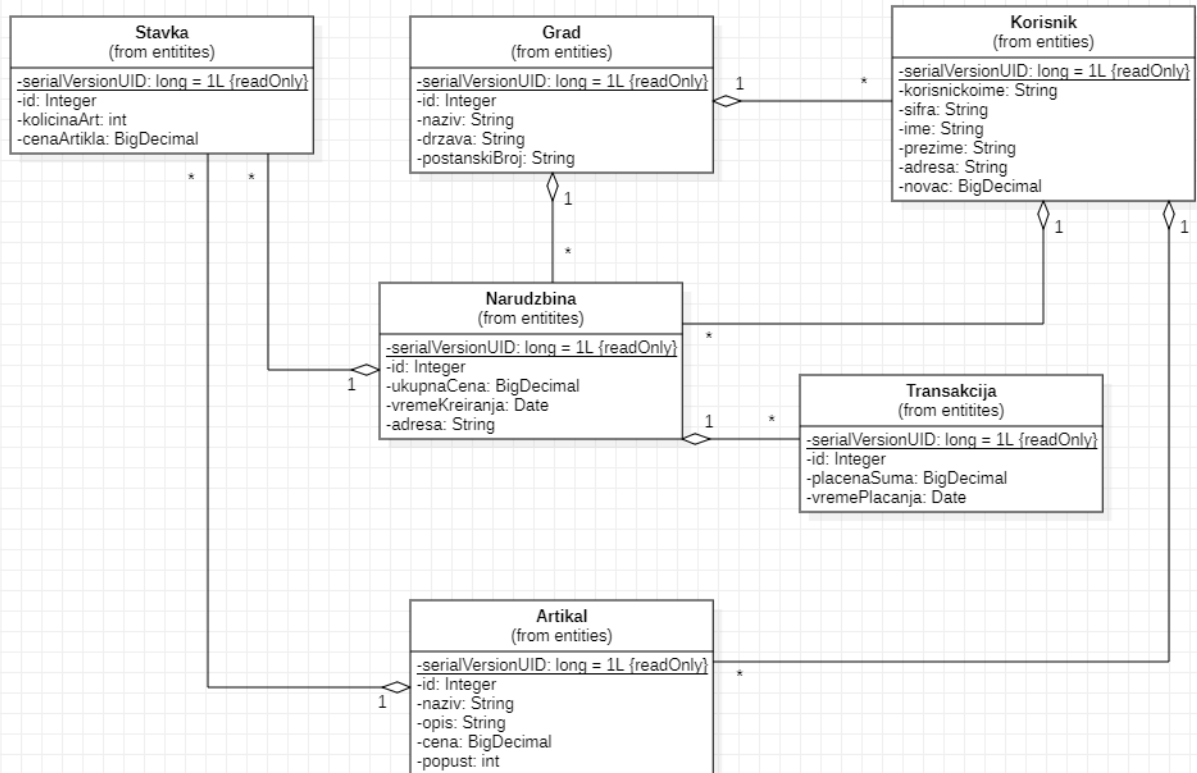 Stavka
(from entitites)
-serialVersionUID: long = 1L {readOnly}
-id: Integer
-kolicinaArt: int
-cenaArtikla: BigDecimal
*
*
Grad
(from entities)
-serialVersionUID: long = 1L {readOnly}
-id: Integer
-naziv: String
-drzava: String
-postanskiBroj: String
1
*
1
*
Korisnik
(from entities)
-serialVersionUID: long = 1L {readOnly}
-korisnickoime: String
-sifra: String
-ime: String
-prezime: String
-adresa: String
-novac: BigDecimal
1
1
Narudzbina
(from entitites)
-serialVersionUID: long = 1L {readOnly}
-id: Integer
-ukupnaCena: BigDecimal
-vremeKreiranja: Date
-adresa: String
*
1
1
*
Transakcija
(from entitites)
-serialVersionUID: long = 1L {readOnly}
-id: Integer
-placenaSuma: BigDecimal
-vremePlacanja: Date
Artikal
(from entities)
-serialVersionUID: long = 1L {readOnly}
-id: Integer
-naziv: String
-opis: String
-cena: BigDecimal
-popust: int
1
*